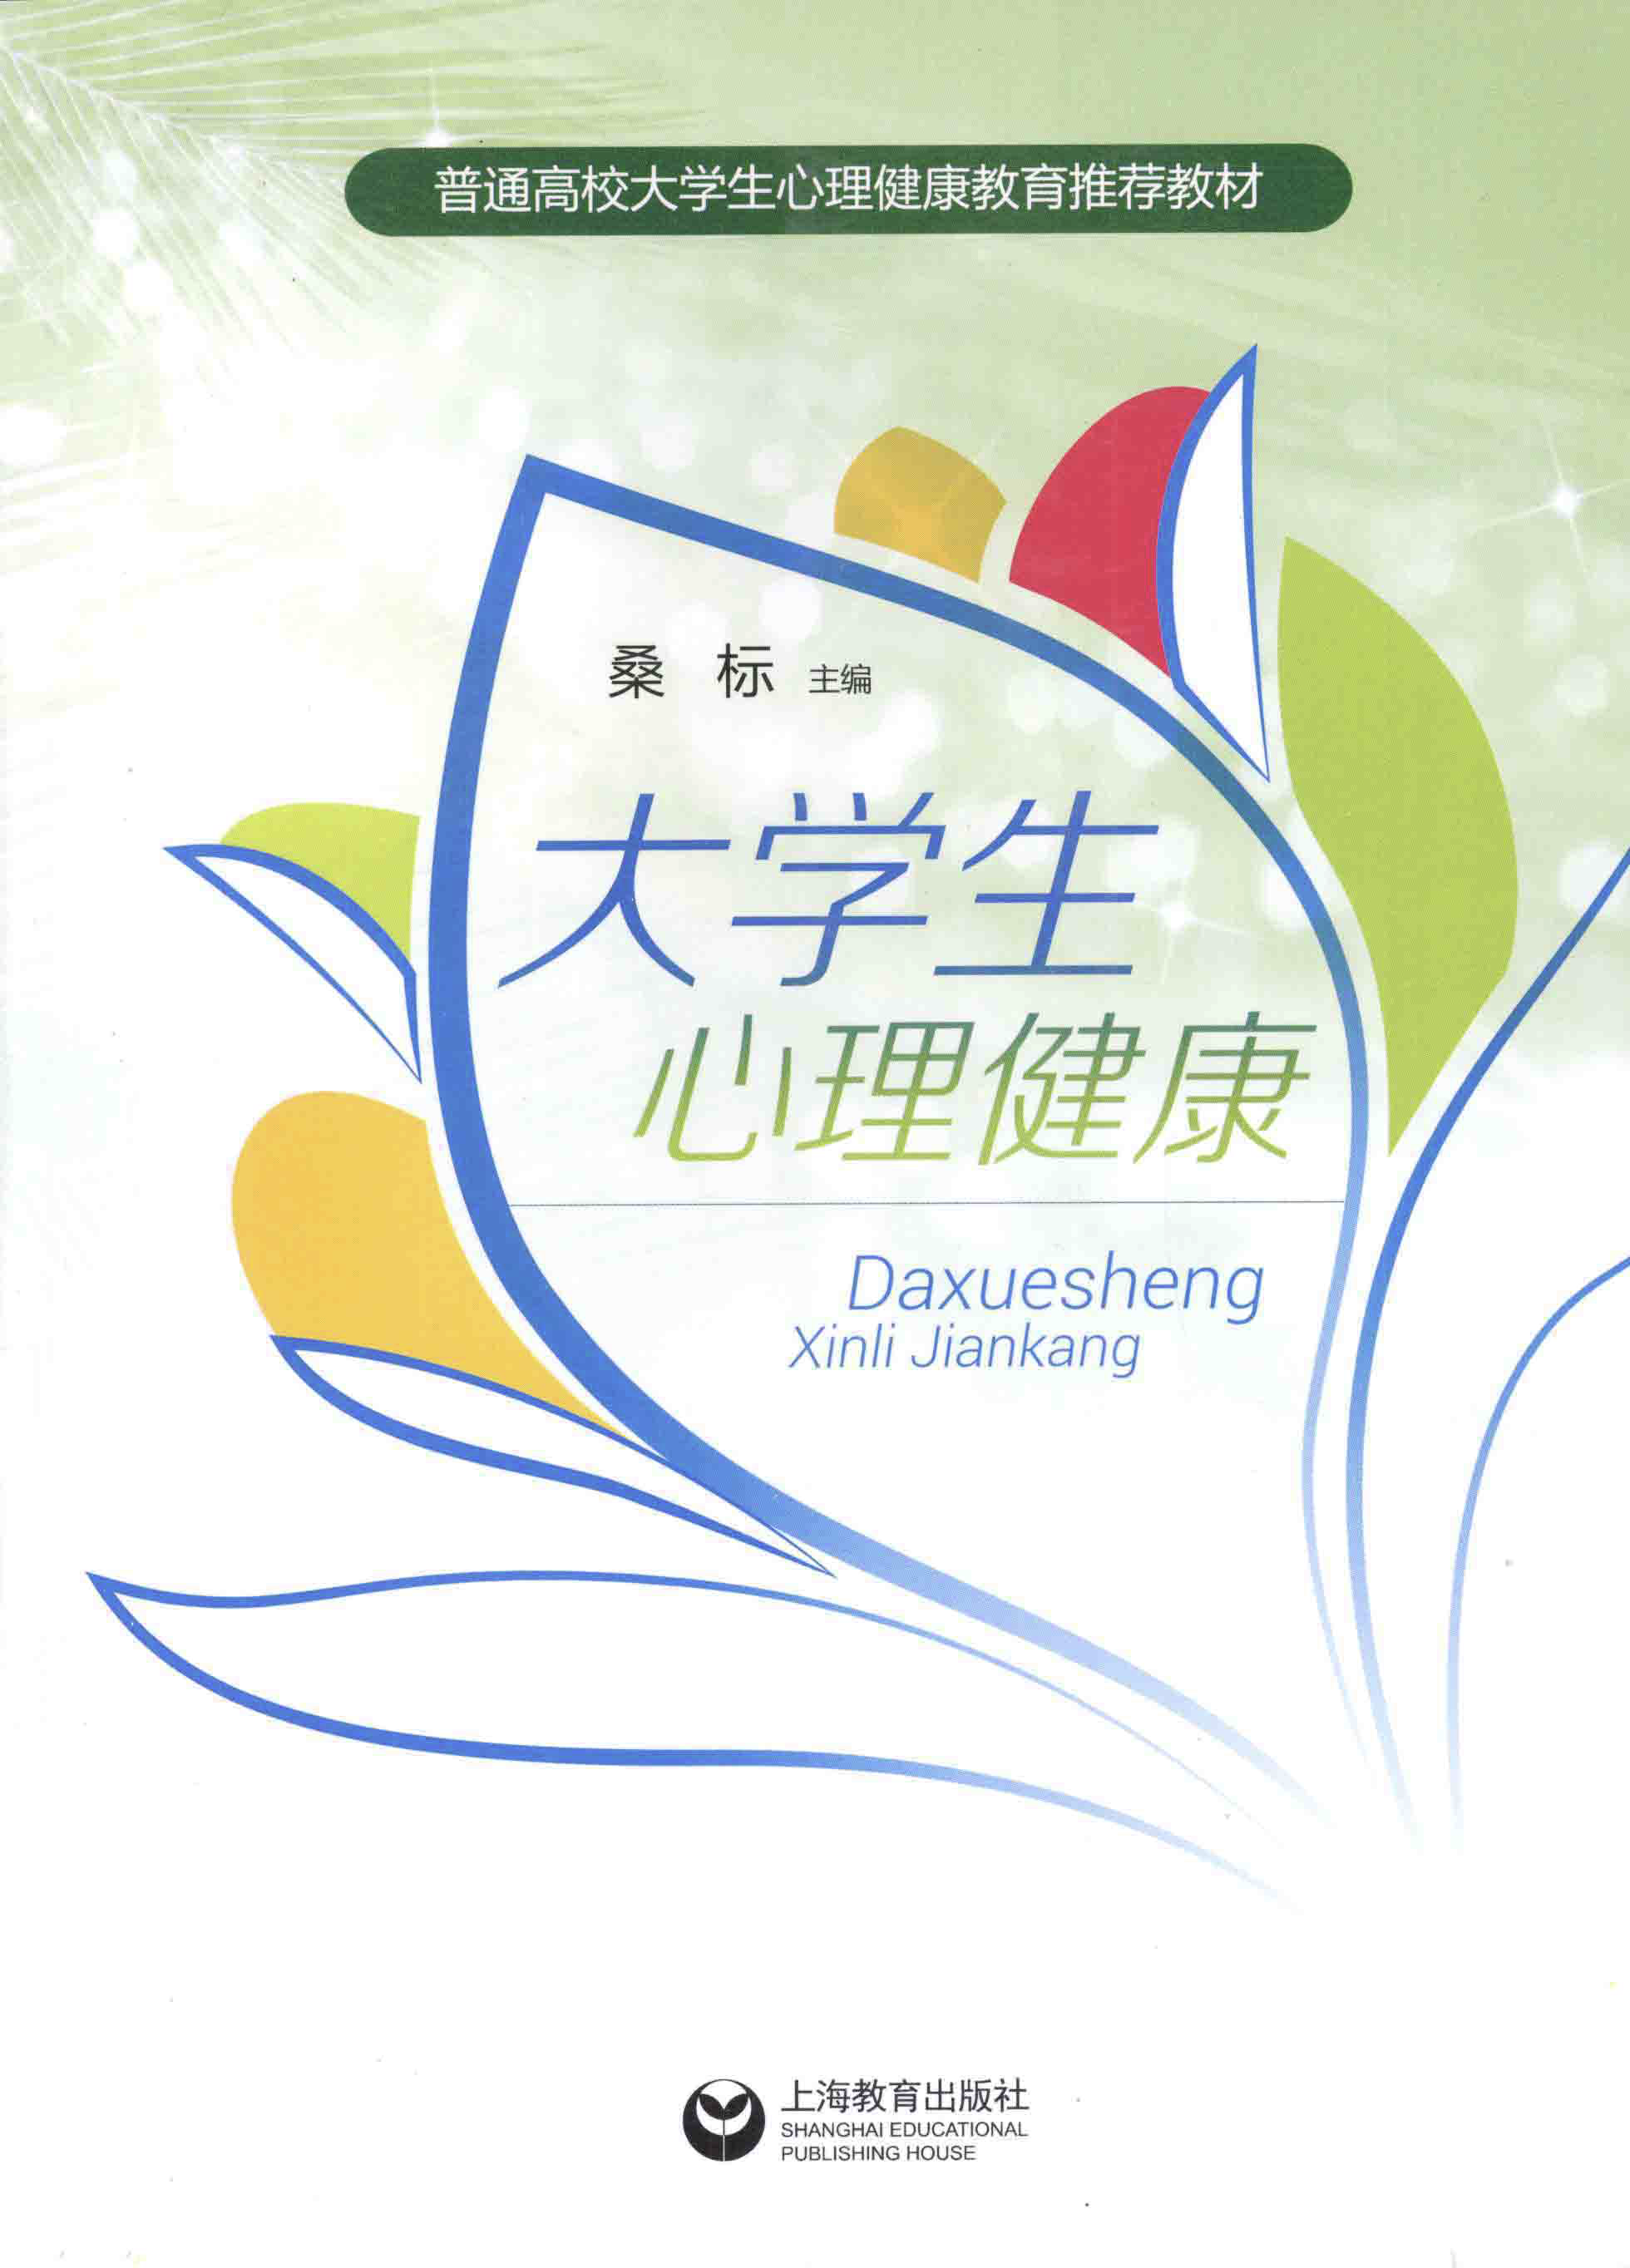 普通高校大学生心理健康教育推荐教材
桑 标 主编
大学生
心理健康
Daxuesheng
Xinli Jiankang
上海教育出版社
SHANGHAI EDUCATIONAL
PUBLISHING HOUSE